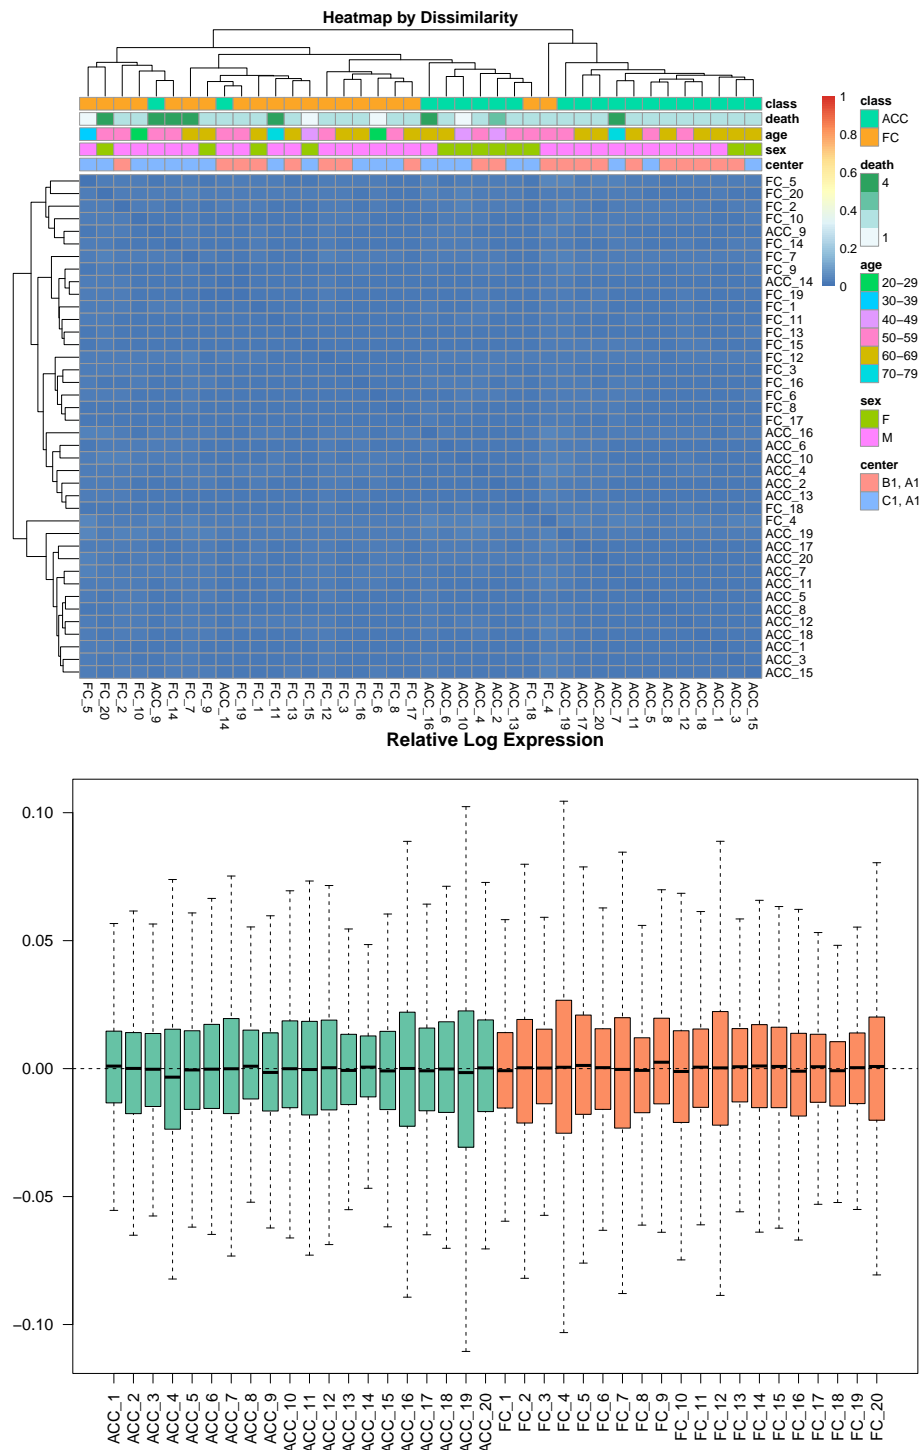 Heatmap by Dissimilarity
class
death
age
sex
center
FC_5
FC_20
FC_2
FC_10
ACC_9
FC_14
FC_7
FC_9
ACC_14
FC_19
FC_1
FC_11
FC_13
FC_15
FC_12
FC_3
FC_16
FC_6
FC_8
FC_17
ACC_16
ACC_6
ACC_10
ACC_4
ACC_2
ACC_13
FC_18
FC_4
ACC_19
ACC_17
ACC_20
ACC_7
ACC_11
ACC_5
ACC_8
ACC_12
ACC_18
ACC_1
ACC_3
ACC_15
1
0.8
0.6
0.4
0.2
0
class
ACC
FC
death
4
1
age
20−29
30−39
40−49
50−59
60−69
70−79
sex
F
M
center
B1, A1
C1, A1
FC_5 FC_20 FC_2 FC_10 ACC_9 FC_14 FC_7 FC_9 ACC_14 FC_19 FC_1 FC_11 FC_13 FC_15 FC_12 FC_3 FC_16 FC_6 FC_8 FC_17 ACC_16 ACC_6 ACC_10 ACC_4 ACC_2 ACC_13 FC_18 FC_4 ACC_19 ACC_17 ACC_20 ACC_7 ACC_11 ACC_5 ACC_8 ACC_12 ACC_18 ACC_1 ACC_3 ACC_15
Relative Log Expression
0.10
0.05
0.00
−0.05
−0.10
ACC_1 ACC_2 ACC_3 ACC_4 ACC_5 ACC_6 ACC_7 ACC_8 ACC_9 ACC_10 ACC_11 ACC_12 ACC_13 ACC_14 ACC_15 ACC_16 ACC_17 ACC_18 ACC_19 ACC_20 FC_1 FC_2 FC_3 FC_4 FC_5 FC_6 FC_7 FC_8 FC_9 FC_10 FC_11 FC_12 FC_13 FC_14 FC_15 FC_16 FC_17 FC_18 FC_19 FC_20